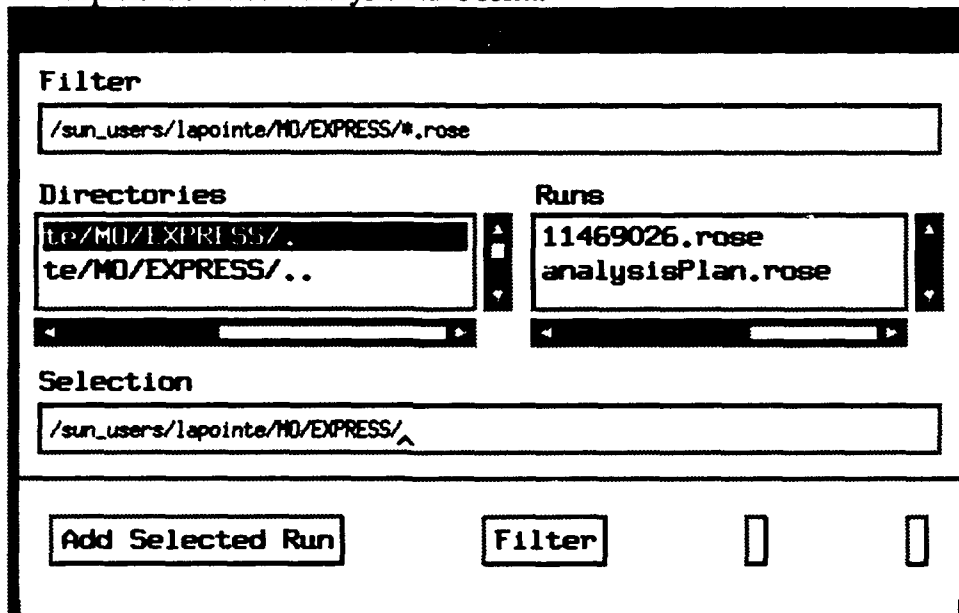 Filter
/sun_users/lapointe/MO/EXPRESS/*.rose
Directories
te/MO/EXPRESS/.
te/MO/EXPRESS/..
Runs
11469026.rose
analysisPlan.rose
Selection
/sun_users/lapointe/MO/EXPRESS/
Add Selected Run
Filter